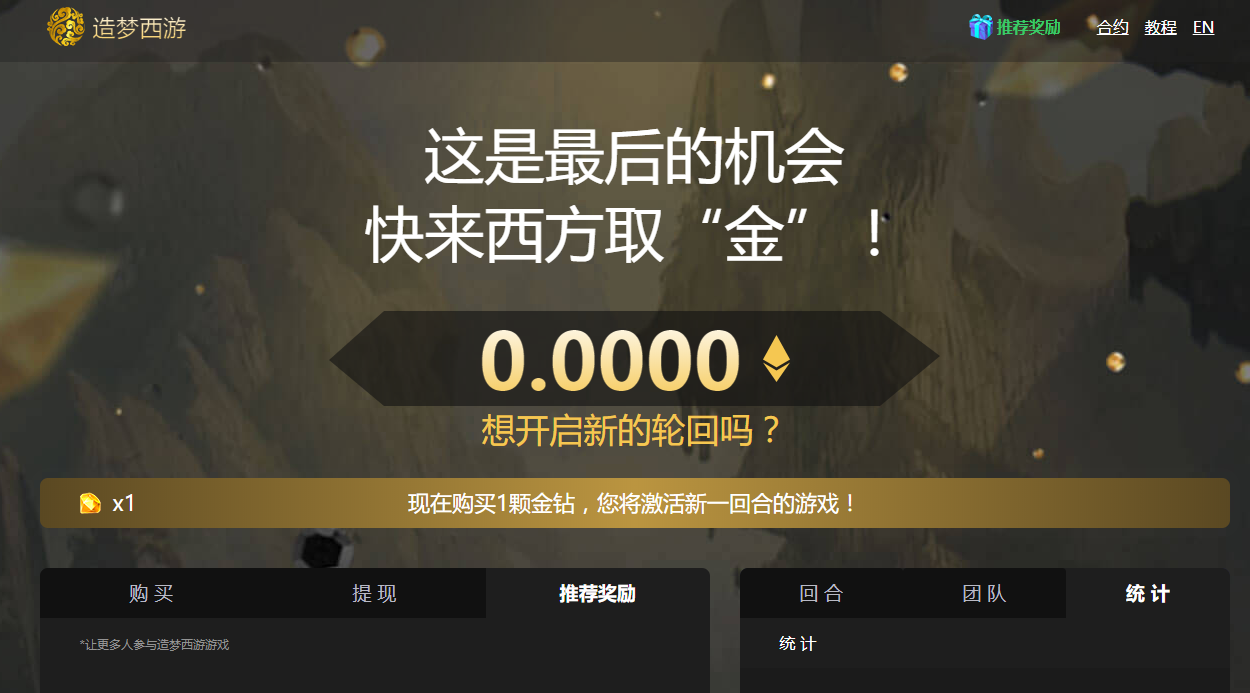 造梦西游
推荐奖励 合约 教程 EN
这是最后的机会
快来西方取“金”！
0.0000
想开启新的轮回吗？
x1 现在购买1颗金钻，您将激活新一回合的游戏！
购 买 提 现 推荐奖励
*让更多人参与造梦西游游戏
回 合 团 队 统 计
统 计